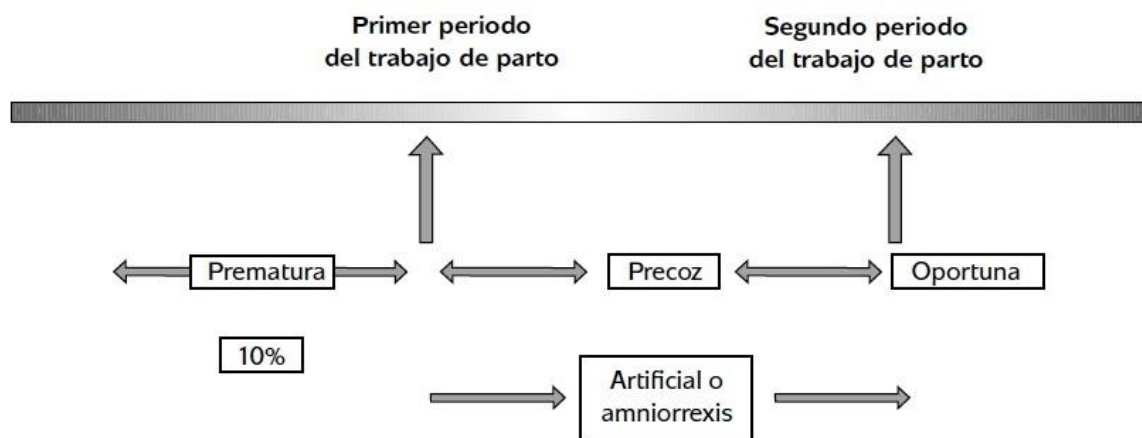 Primer periodo
del trabajo de parto
Segundo periodo
del trabajo de parto
Prematura
Precoz
Oportuna
10%
Artificial o
amniorrexis